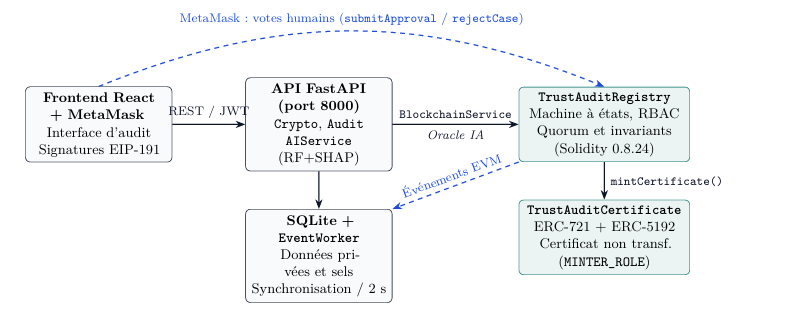 MetaMask : votes humains (submitApproval / rejectCase)
Frontend React
+ MetaMask
Interface d'audit
Signatures EIP-191
REST / JWT
API FastAPI
(port 8000)
Crypto, Audit
AIService
(RF+SHAP)
BlockchainService
Oracle IA
TrustAuditRegistry
Machine à états, RBAC
Quorum et invariants
(Solidity 0.8.24)
Événements EVM
mintCertificate()
SQLite +
EventWorker
Données pri-
vées et sels
Synchronisation / 2 s
TrustAuditCertificate
ERC-721 + ERC-5192
Certificat non transf.
(MINTER_ROLE)